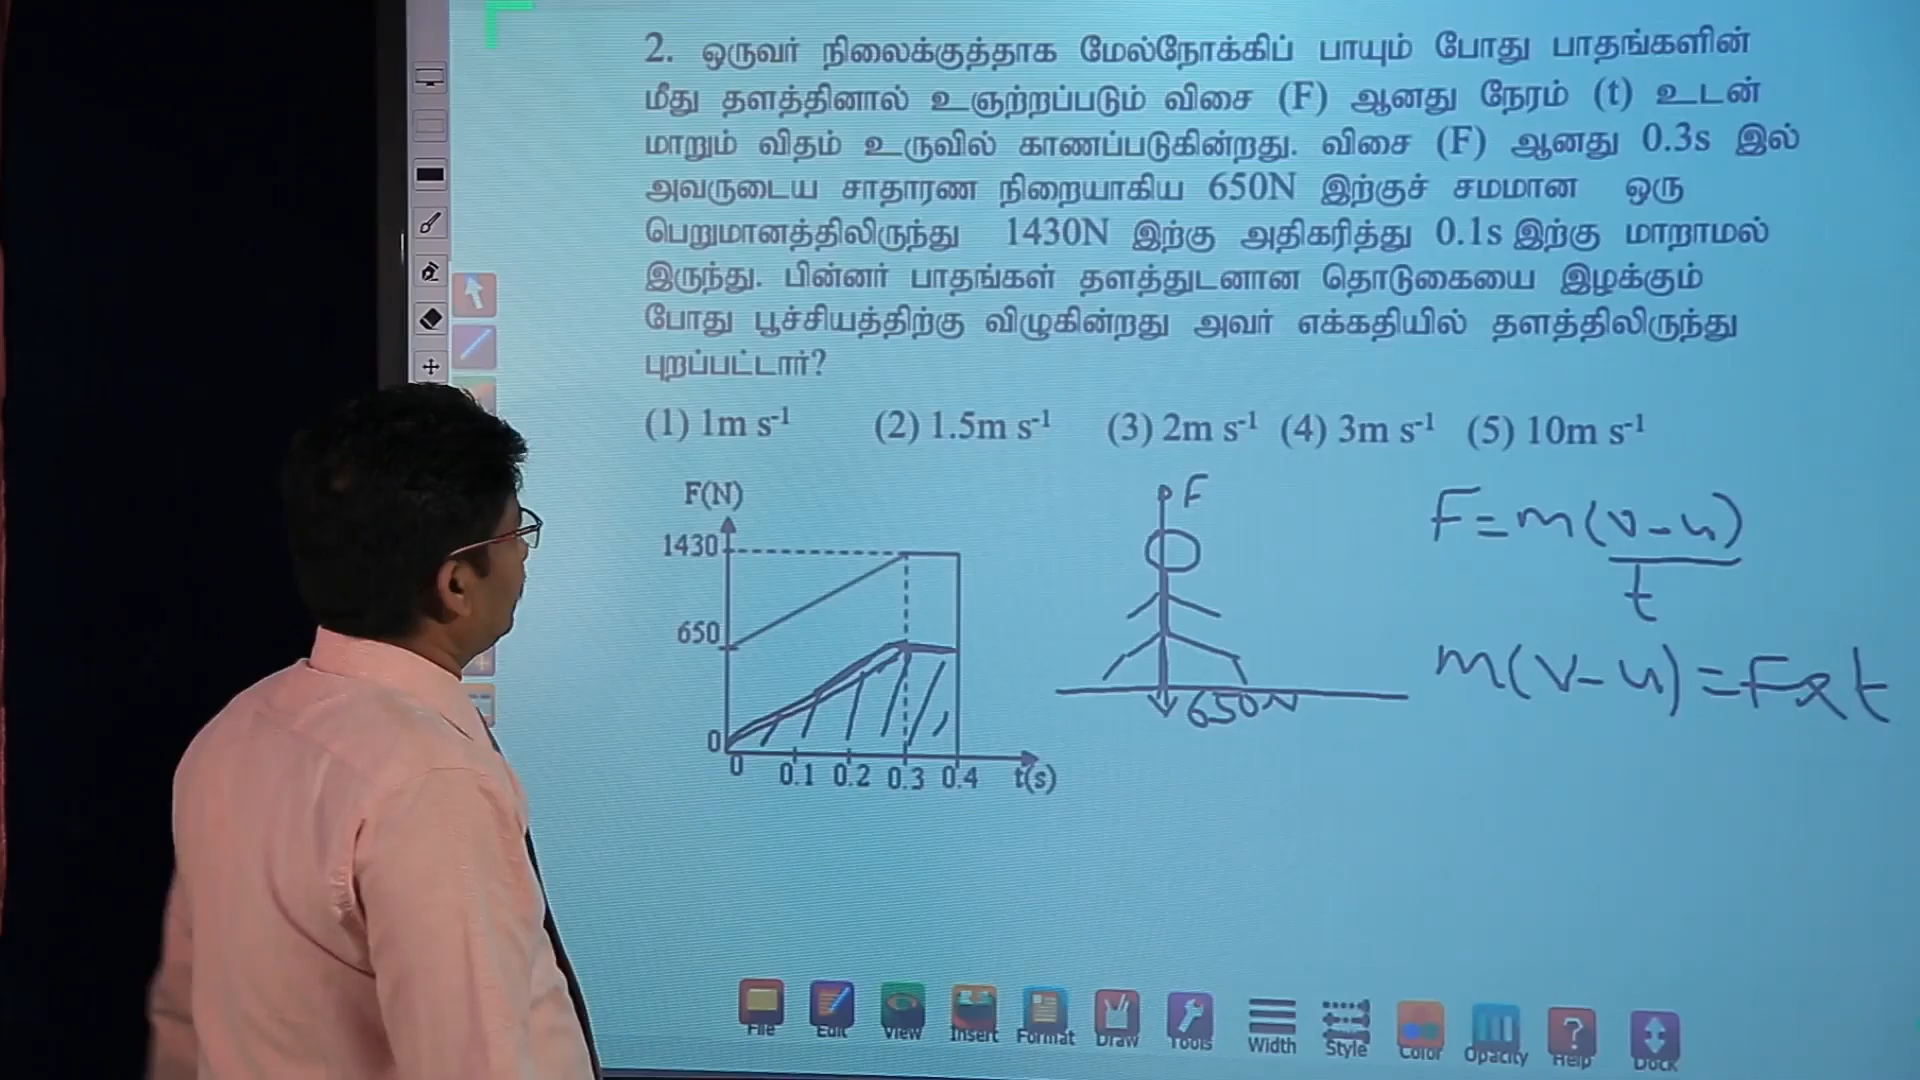 2. ஒருவர் நிலைக்குத்தாக மேல்நோக்கிப் பாயும் போது பாதங்களின்
மீது தளத்தினால் உஞற்றப்படும் விசை (F) ஆனது நேரம் (t) உடன்
மாறும் விதம் உருவில் காணப்படுகின்றது. விசை (F) ஆனது 0.3s இல்
அவருடைய சாதாரண நிறையாகிய 650N இற்குச் சமமான ஒரு
பெறுமானத்திலிருந்து 1430N இற்கு அதிகரித்து 0.1s இற்கு மாறாமல்
இருந்து. பின்னர் பாதங்கள் தளத்துடனான தொடுகையை இழக்கும்
போது பூச்சியத்திற்கு விழுகின்றது அவர் எக்கதியில் தளத்திலிருந்து
புறப்பட்டார்?
(1) 1m s⁻¹ (2) 1.5m s⁻¹ (3) 2m s⁻¹ (4) 3m s⁻¹ (5) 10m s⁻¹
F(N)
1430
650
0
0 0.1 0.2 0.3 0.4 t(s)
F
650N
F=m(v-u)
t
m(v-u)=F×t
File Edit View Insert Format Draw Tools Width Style Color Opacity Help Dock